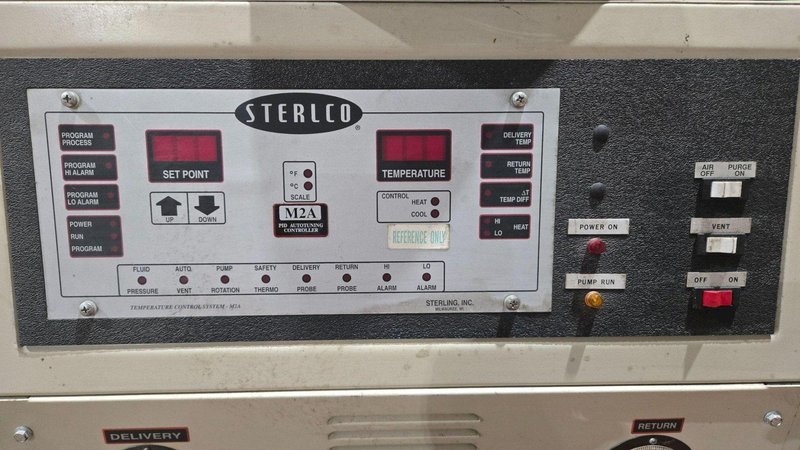 STERLCO
®
PROGRAM
PROCESS
PROGRAM
HI ALARM
PROGRAM
LO ALARM
POWER
RUN
PROGRAM
SET POINT
UP
DOWN
°F
°C
SCALE
M2A
PID AUTOTUNING
CONTROLLER
TEMPERATURE
CONTROL
HEAT
COOL
REFERENCE ONLY
DELIVERY
TEMP
RETURN
TEMP
ΔT
TEMP DIFF
HI
LO
HEAT
FLUID
PRESSURE
AUTO.
VENT
PUMP
ROTATION
SAFETY
THERMO
DELIVERY
PROBE
RETURN
PROBE
HI
ALARM
LO
ALARM
TEMPERATURE CONTROL SYSTEM - M2A
STERLING, INC.
MILWAUKEE, WI
POWER ON
PUMP RUN
AIR PURGE
OFF ON
VENT
OFF ON
DELIVERY
RETURN